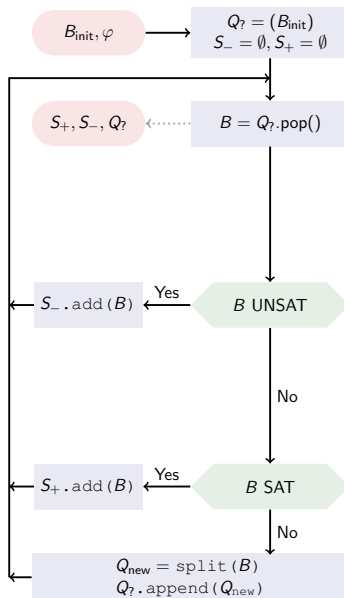 B_init, φ
Q_? = (B_init)
S_− = ∅, S_+ = ∅
S_+, S_−, Q_?
B = Q_?.pop()
S_−.add(B)
Yes
B UNSAT
No
S_+.add(B)
Yes
B SAT
No
Q_new = split(B)
Q_?.append(Q_new)